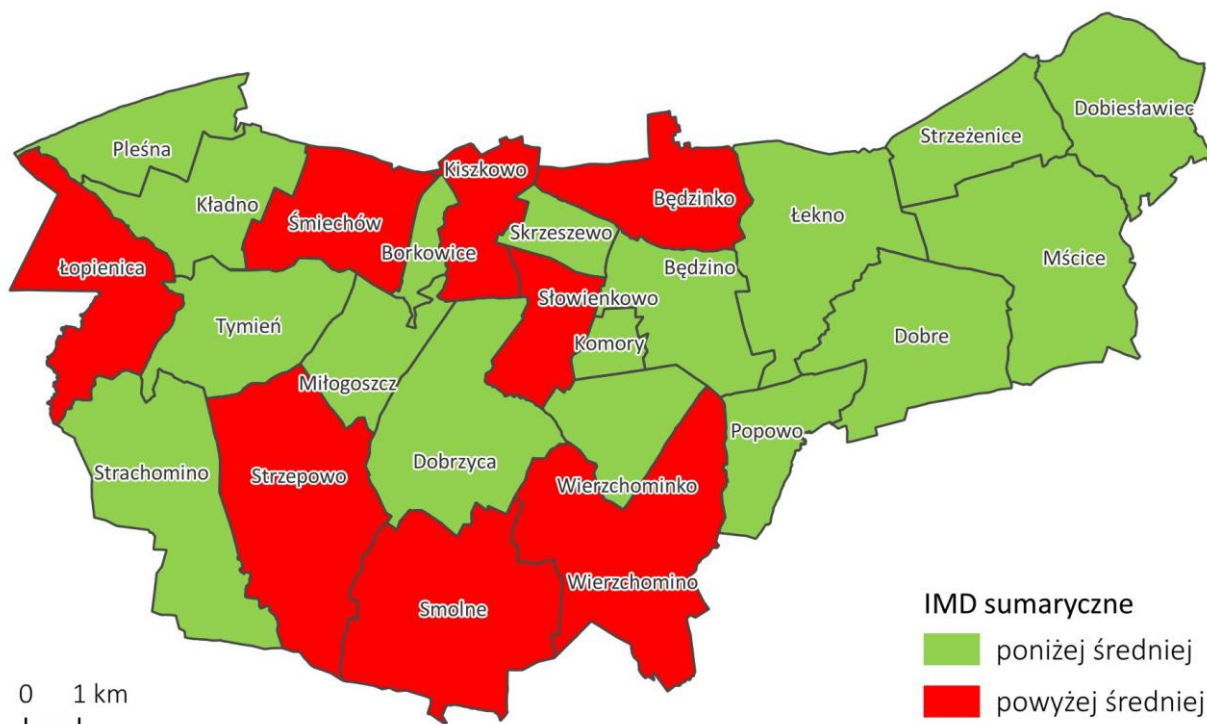 Dobiesławiec
Strzeżenice
Pleśna
Kiszkowo
Będzinko
Kładno
Śmiechów
Łekno
Skrzeszewo
Borkowice
Mścice
Łopienica
Będzino
Słowienkowo
Tymień
Komory
Dobre
Miłogoszcz
Popowo
Strachomino
Strzepowo
Dobrzyca
Wierzchominko
Wierzchomino
Smolne
IMD sumaryczne
poniżej średniej
powyżej średniej
0 1 km